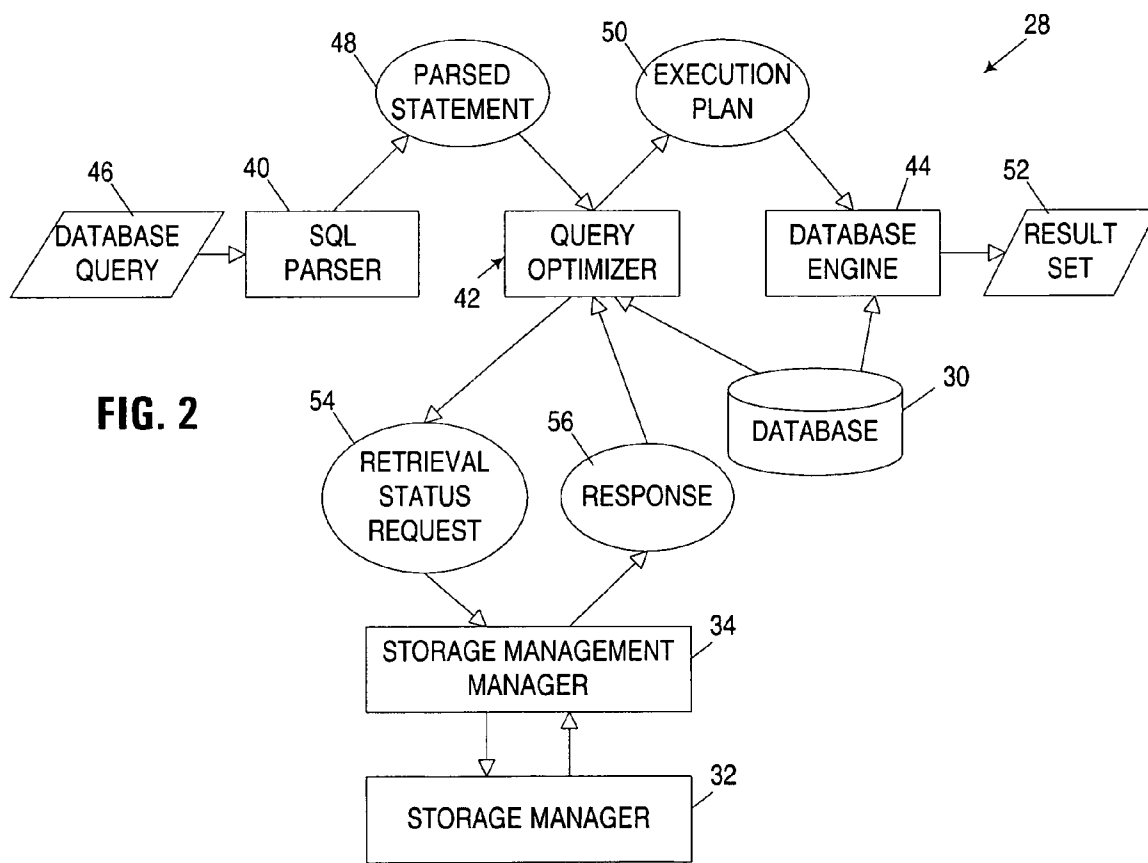 28
48
PARSED
STATEMENT
50
EXECUTION
PLAN
46
DATABASE
QUERY
40
SQL
PARSER
42
QUERY
OPTIMIZER
44
DATABASE
ENGINE
52
RESULT
SET
FIG. 2
54
RETRIEVAL
STATUS
REQUEST
56
RESPONSE
30
DATABASE
34
STORAGE MANAGEMENT
MANAGER
32
STORAGE MANAGER